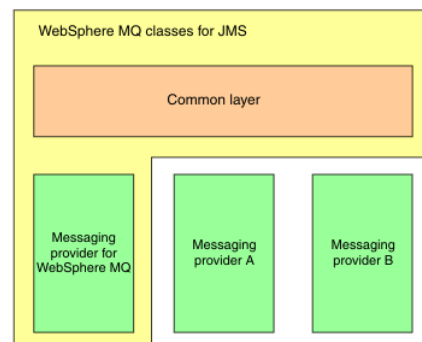 WebSphere MQ classes for JMS
Common layer
Messaging
provider for
WebSphere MQ
Messaging
provider A
Messaging
provider B